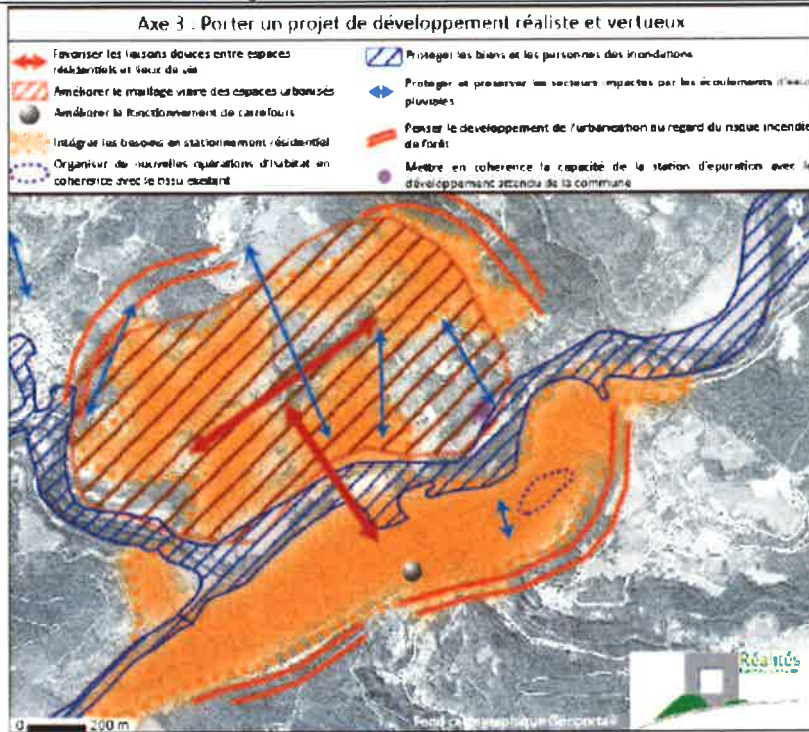 Axe 3 : Porter un projet de développement réaliste et vertueux
Favoriser les liaisons douces entre espaces
résidentiels et lieux de vie
Améliorer le maillage viaire des espaces urbanisés
Améliorer le fonctionnement de carrefours
Intégrer les besoins en stationnement résidentiel
Organiser de nouvelles opérations d'habitat en
cohérence avec le tissu existant
Protéger les biens et les personnes des inondations
Protéger et préserver les secteurs impactés par les écoulements d'eau
pluviales
Penser le développement de l'urbanisation au regard du risque incendie
de forêt
Mettre en cohérence la capacité de la station d'épuration avec l
développement attendu de la commune
0 200 m
Fond cartographique Géoportail
Réalités